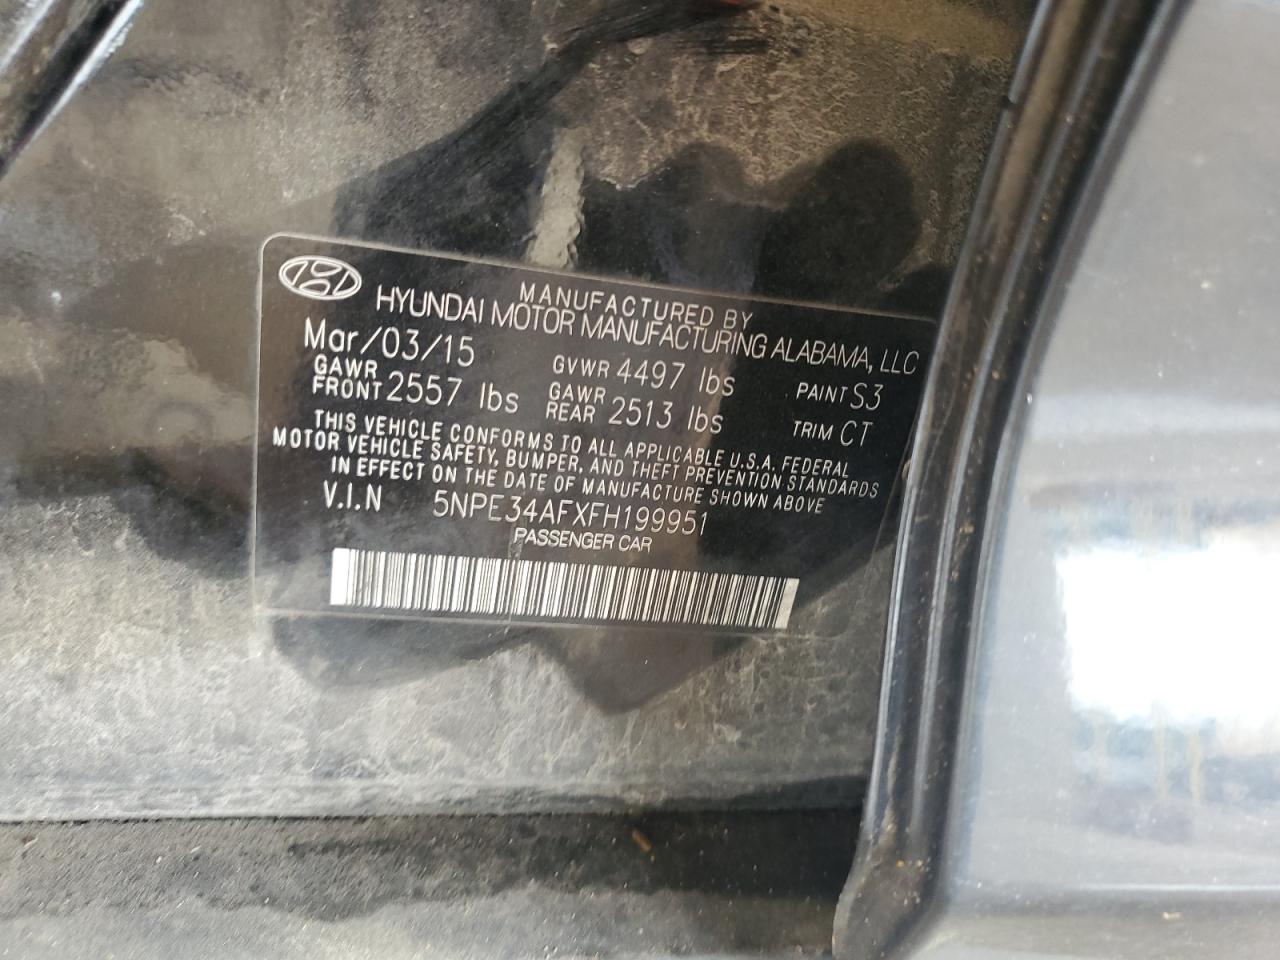 MANUFACTURED BY
HYUNDAI MOTOR MANUFACTURING ALABAMA, LLC
Mar/03/15 GVWR 4497 lbs PAINT S3
GAWR FRONT 2557 lbs GAWR REAR 2513 lbs TRIM CT
THIS VEHICLE CONFORMS TO ALL APPLICABLE U.S.A. FEDERAL
MOTOR VEHICLE SAFETY, BUMPER, AND THEFT PREVENTION STANDARDS
IN EFFECT ON THE DATE OF MANUFACTURE SHOWN ABOVE
V.I.N 5NPE34AFXFH199951
PASSENGER CAR